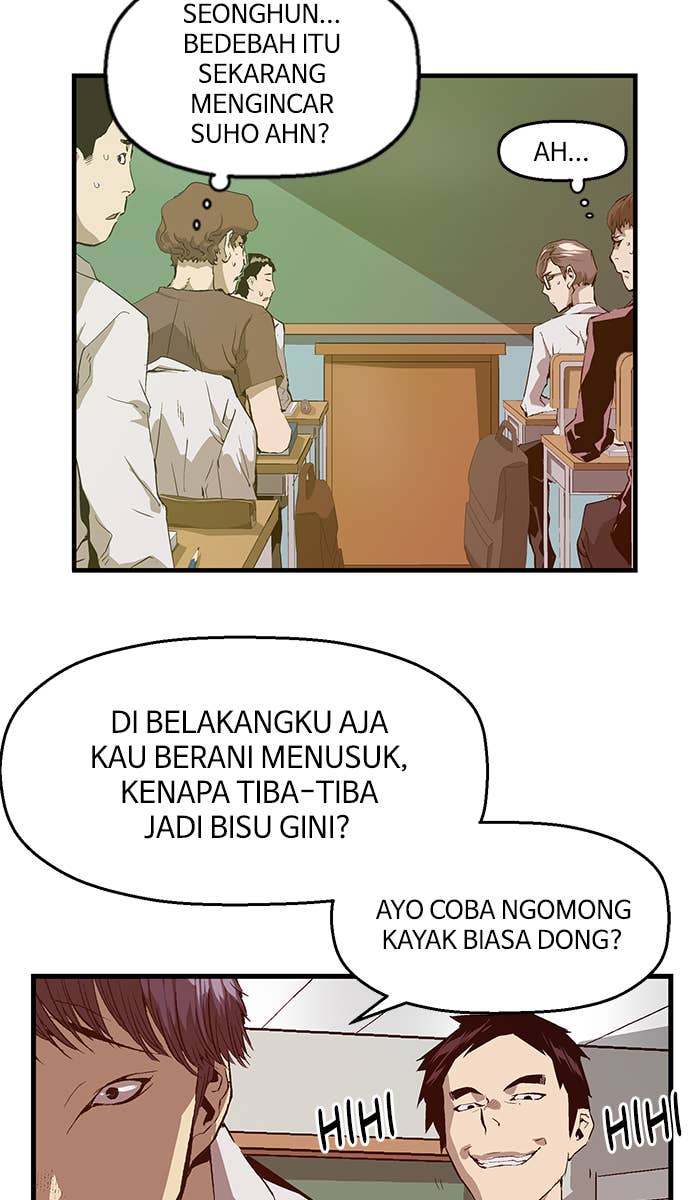 SEONGHUN...
BEDEBAH ITU
SEKARANG
MENGINCAR
SUHO AHN?
AH...
DI BELAKANGKU AJA
KAU BERANI MENUSUK,
KENAPA TIBA-TIBA
JADI BISU GINI?
AYO COBA NGOMONG
KAYAK BIASA DONG?
HIHI
HIHI